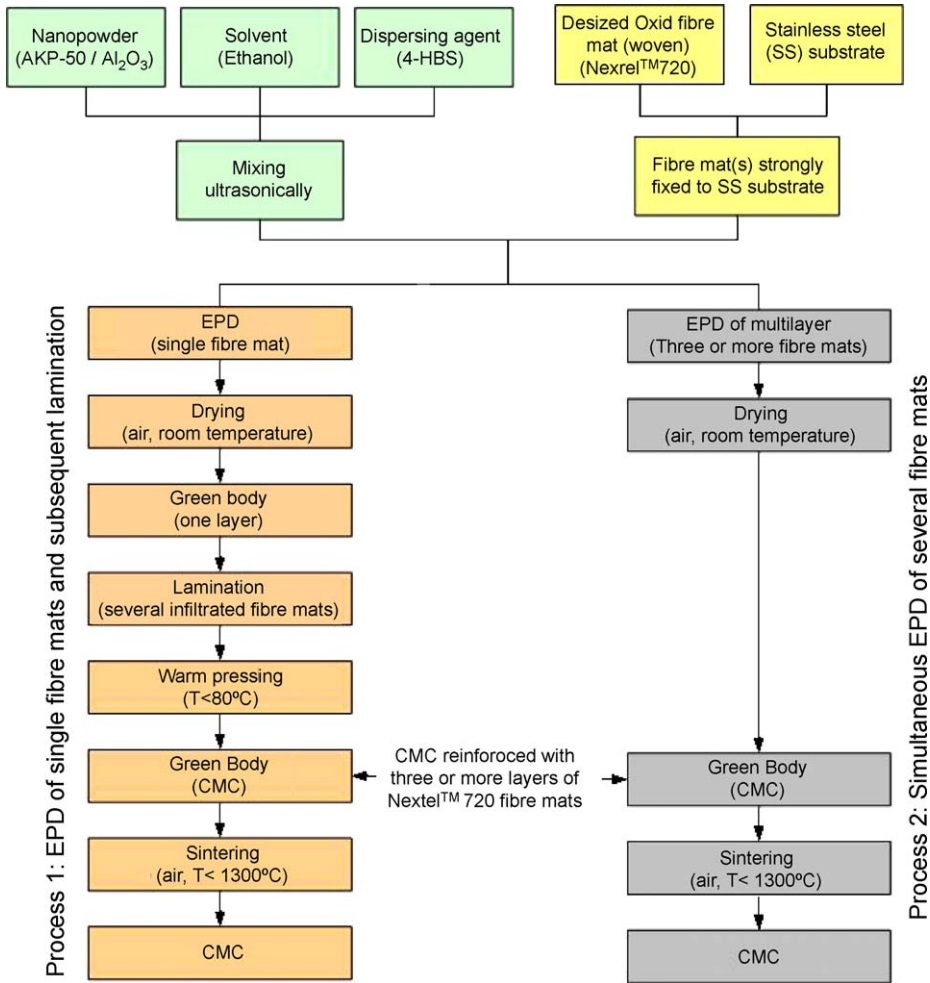 Nanopowder
(AKP-50 / Al₂O₃)
Solvent
(Ethanol)
Dispersing agent
(4-HBS)
Desized Oxid fibre
mat (woven)
(Nexrel™720)
Stainless steel
(SS) substrate
Mixing
ultrasonically
Fibre mat(s) strongly
fixed to SS substrate
Process 1: EPD of single fibre mats and subsequent lamination
EPD
(single fibre mat)
Drying
(air, room temperature)
Green body
(one layer)
Lamination
(several infiltrated fibre mats)
Warm pressing
(T<80ºC)
Green Body
(CMC)
Sintering
(air, T< 1300ºC)
CMC
CMC reinforoced with
three or more layers of
Nextel™ 720 fibre mats
EPD of multilayer
(Three or more fibre mats)
Drying
(air, room temperature)
Green Body
(CMC)
Sintering
(air, T< 1300ºC)
CMC
Process 2: Simultaneous EPD of several fibre mats